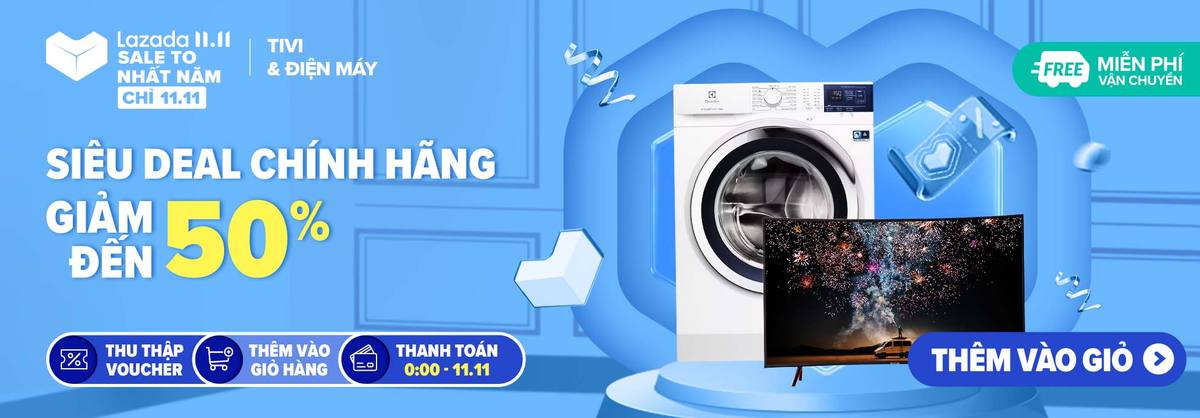 Lazada 11.11
SALE TO
NHẤT NĂM
CHỈ 11.11
TIVI
& ĐIỆN MÁY
FREE
MIỄN PHÍ
VẬN CHUYỂN
SIÊU DEAL CHÍNH HÃNG
GIẢM
ĐẾN
50%
Electrolux
THU THẬP
VOUCHER
THÊM VÀO
GIỎ HÀNG
THANH TOÁN
0:00 - 11.11
THÊM VÀO GIỎ